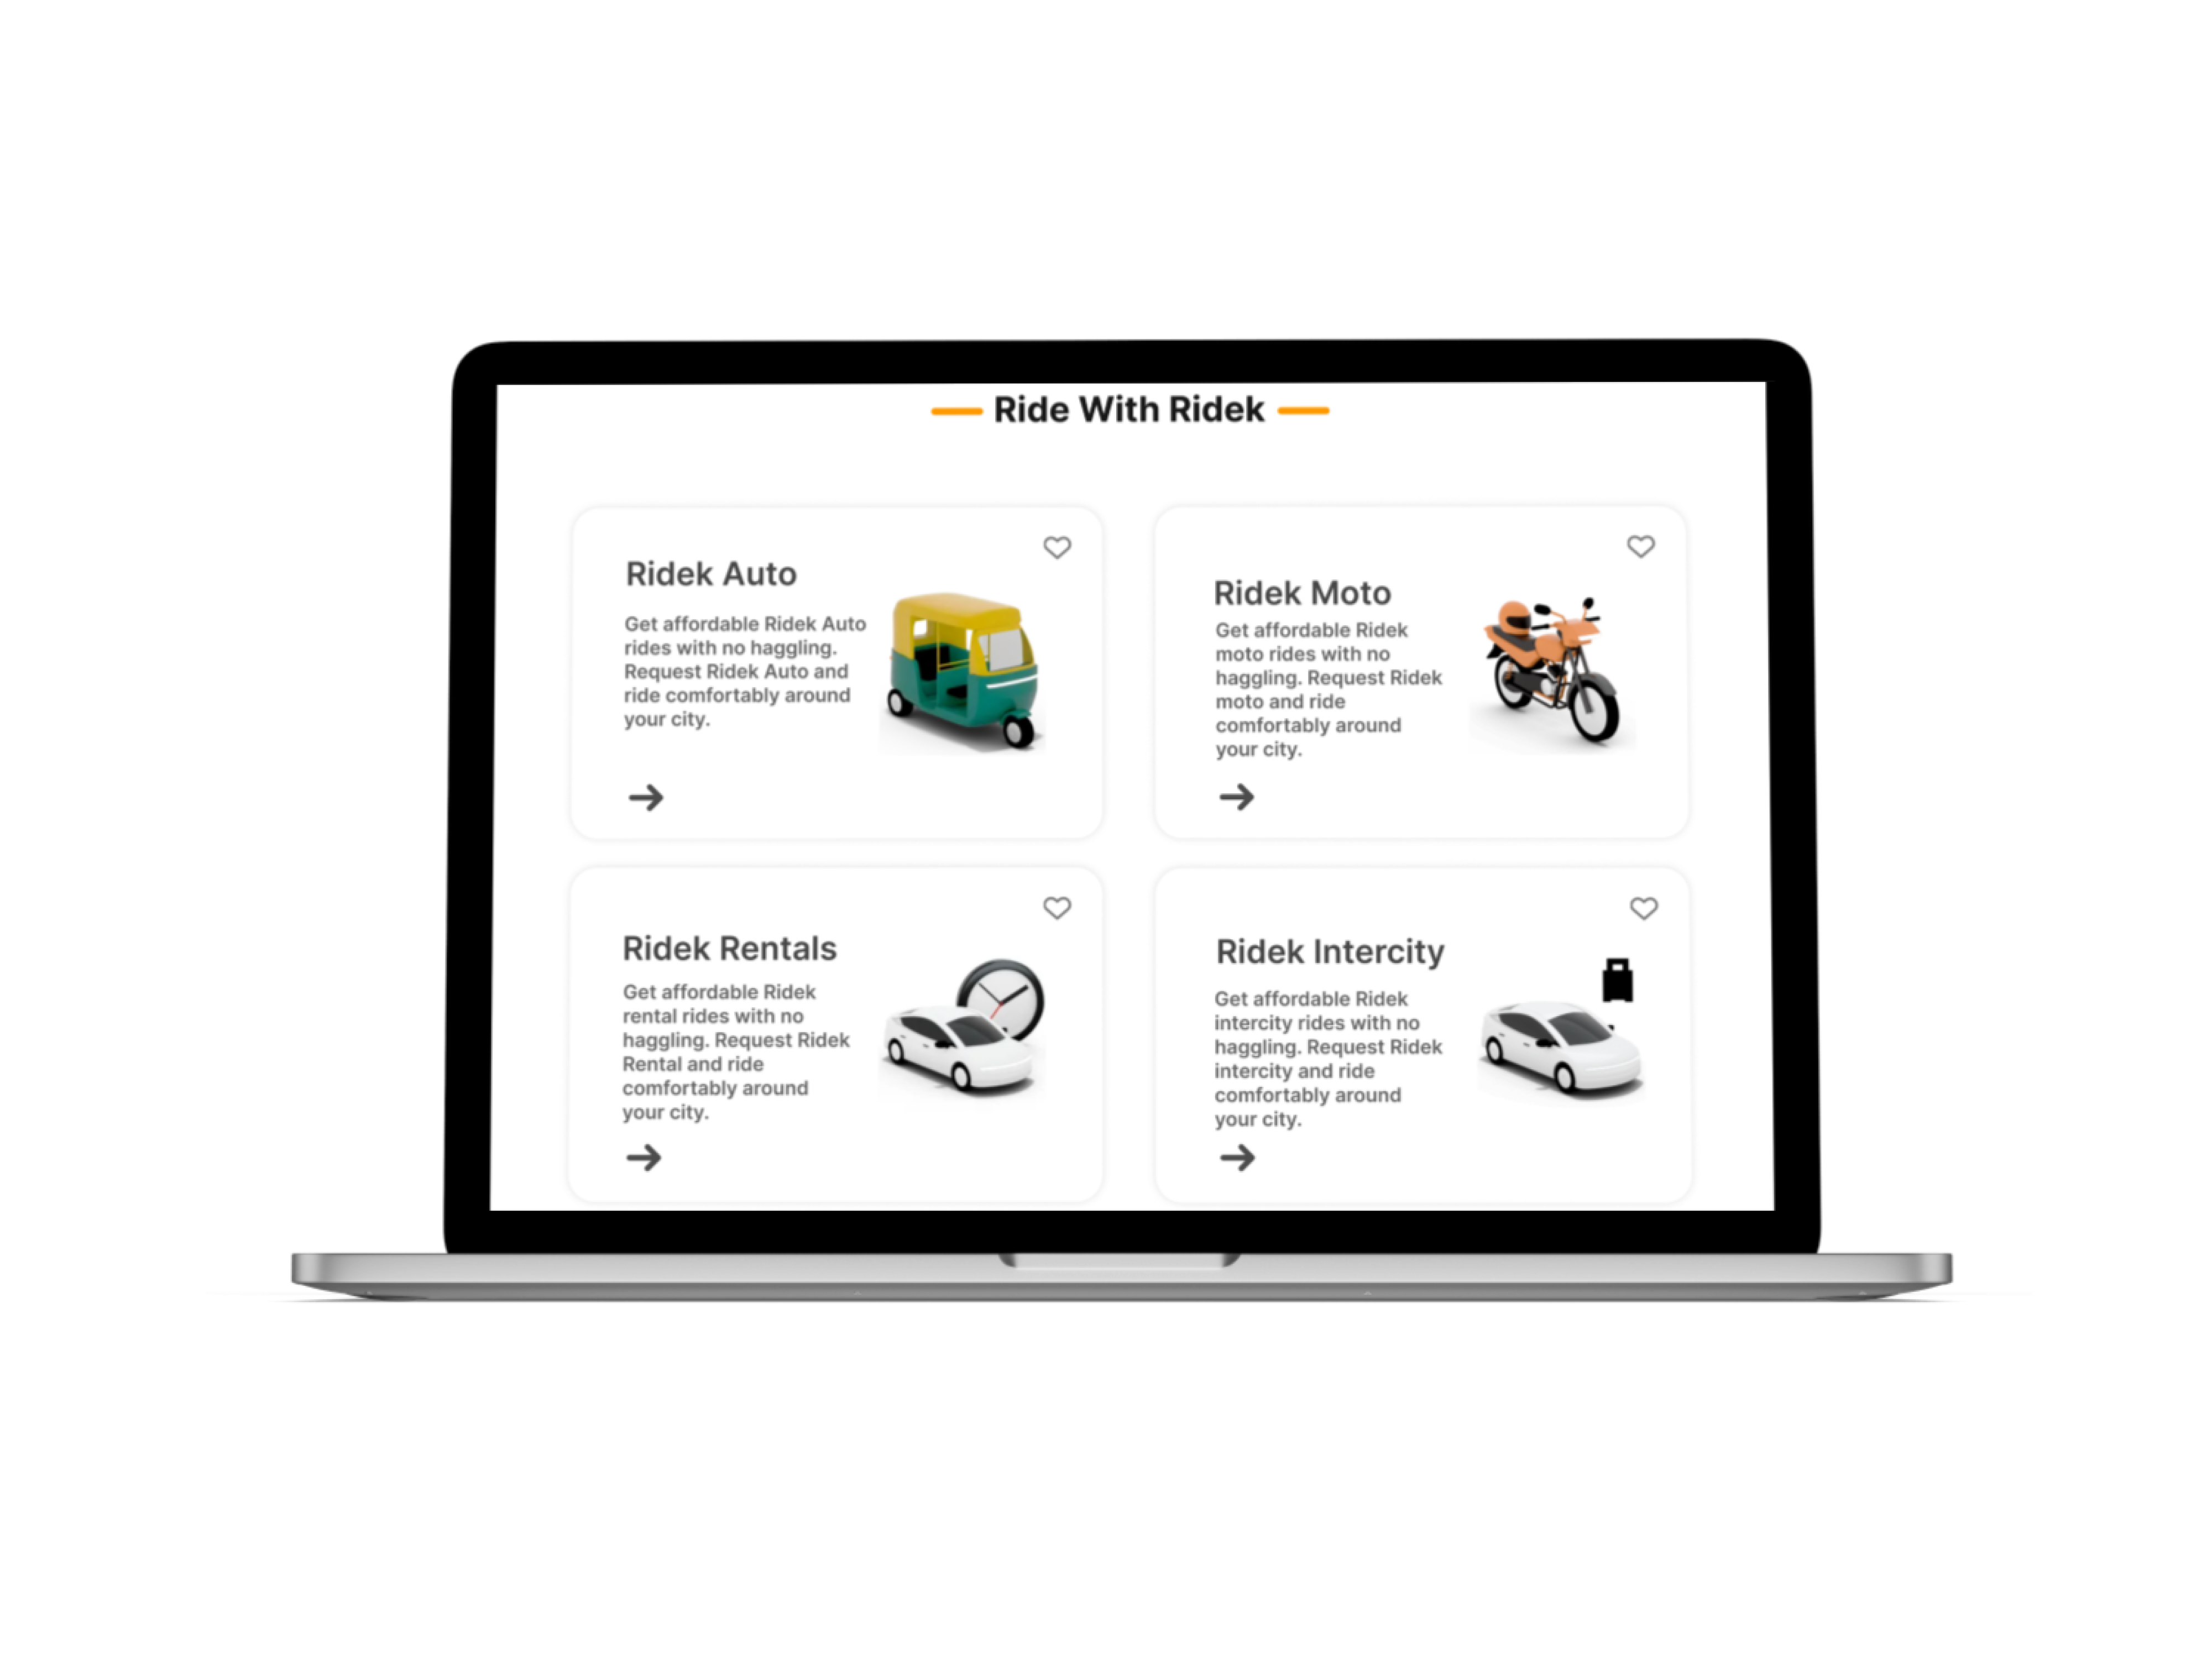 Ride With Ridek
Ridek Auto
Get affordable Ridek Auto
rides with no haggling.
Request Ridek Auto and
ride comfortably around
your city.
Ridek Moto
Get affordable Ridek
moto rides with no
haggling. Request Ridek
moto and ride
comfortably around
your city.
Ridek Rentals
Get affordable Ridek
rental rides with no
haggling. Request Ridek
Rental and ride
comfortably around
your city.
Ridek Intercity
Get affordable Ridek
intercity rides with no
haggling. Request Ridek
intercity and ride
comfortably around
your city.